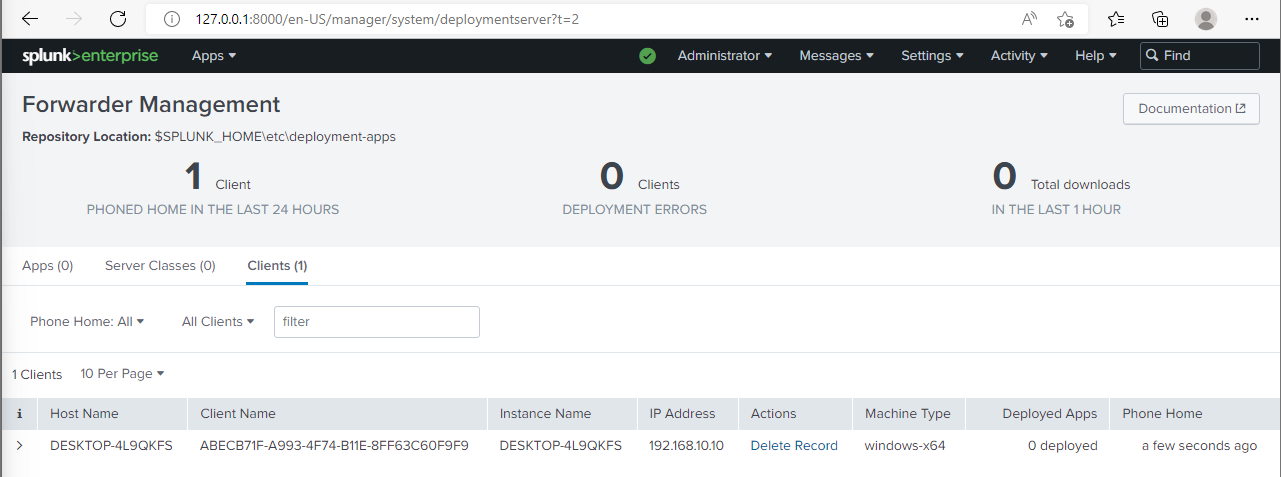 127.0.0.1:8000/en-US/manager/system/deploymentserver?t=2
splunk>enterprise Apps Administrator Messages Settings Activity Help Find
Forwarder Management
Documentation
Repository Location: $SPLUNK_HOME\etc\deployment-apps
1 Client 0 Clients 0 Total downloads
PHONED HOME IN THE LAST 24 HOURS DEPLOYMENT ERRORS IN THE LAST 1 HOUR
Apps (0) Server Classes (0) Clients (1)
Phone Home: All All Clients filter
1 Clients 10 Per Page
i Host Name Client Name Instance Name IP Address Actions Machine Type Deployed Apps Phone Home
> DESKTOP-4L9QKFS ABECB71F-A993-4F74-B11E-8FF63C60F9F9 DESKTOP-4L9QKFS 192.168.10.10 Delete Record windows-x64 0 deployed a few seconds ago